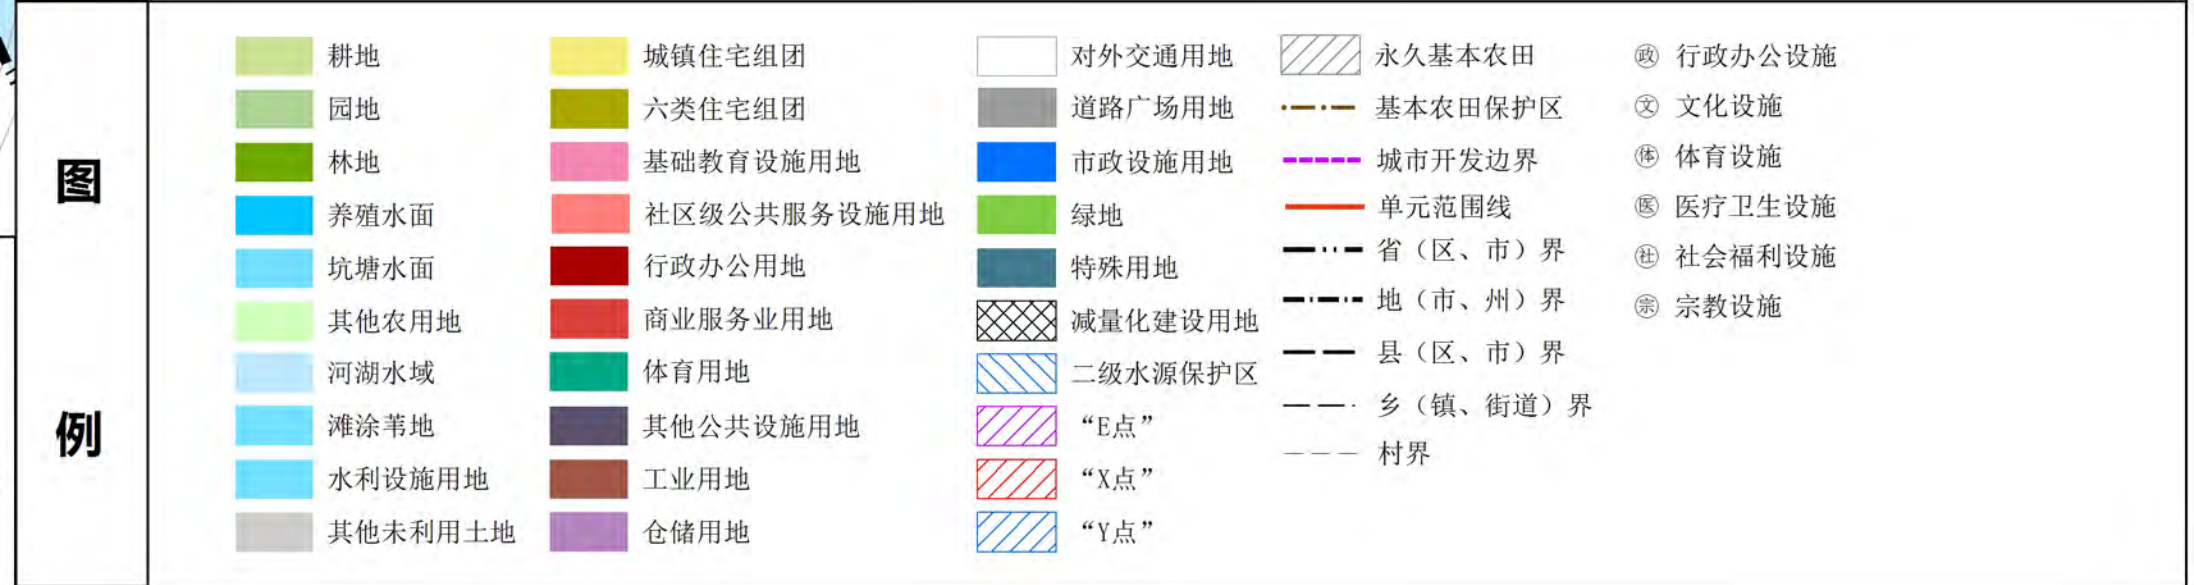 图例
耕地
园地
林地
养殖水面
坑塘水面
其他农用地
河湖水域
滩涂苇地
水利设施用地
其他未利用土地
城镇住宅组团
六类住宅组团
基础教育设施用地
社区级公共服务设施用地
行政办公用地
商业服务业用地
体育用地
其他公共设施用地
工业用地
仓储用地
对外交通用地
道路广场用地
市政设施用地
绿地
特殊用地
减量化建设用地
二级水源保护区
“E点”
“X点”
“Y点”
永久基本农田
基本农田保护区
城市开发边界
单元范围线
省（区、市）界
地（市、州）界
县（区、市）界
乡（镇、街道）界
村界
政 行政办公设施
文 文化设施
体 体育设施
医 医疗卫生设施
社 社会福利设施
宗 宗教设施